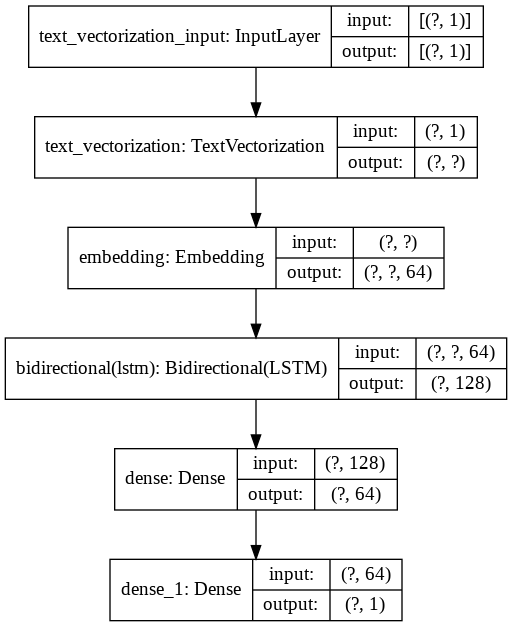 text_vectorization_input: InputLayer
input: [(?, 1)]
output: [(?, 1)]
text_vectorization: TextVectorization
input: (?, 1)
output: (?, ?)
embedding: Embedding
input: (?, ?)
output: (?, ?, 64)
bidirectional(lstm): Bidirectional(LSTM)
input: (?, ?, 64)
output: (?, 128)
dense: Dense
input: (?, 128)
output: (?, 64)
dense_1: Dense
input: (?, 64)
output: (?, 1)